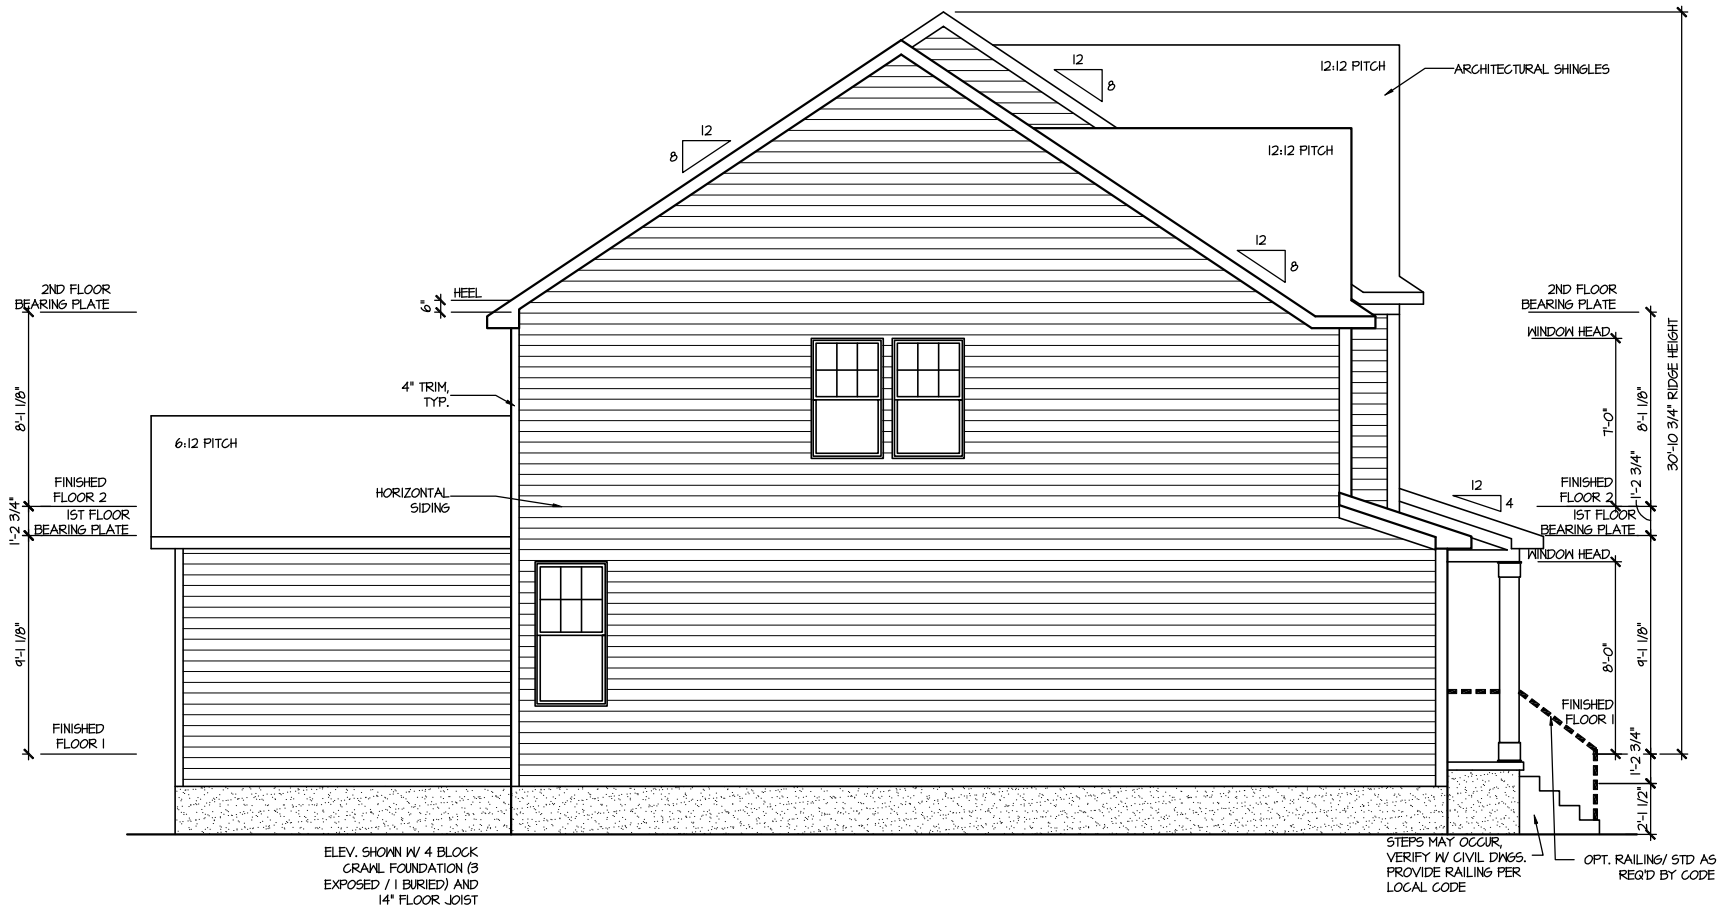 12
8
12:12 PITCH
ARCHITECTURAL SHINGLES
12
8
12:12 PITCH
12
8
2ND FLOOR
BEARING PLATE
HEEL
6"
4" TRIM,
TYP.
8'-1 1/8"
6:12 PITCH
HORIZONTAL
SIDING
FINISHED
FLOOR 2
1'-2 3/4"
1ST FLOOR
BEARING PLATE
9'-1 1/8"
FINISHED
FLOOR 1
2ND FLOOR
BEARING PLATE
WINDOW HEAD
30'-10 3/4" RIDGE HEIGHT
7'-0"
8'-1 1/8"
12
4
FINISHED
FLOOR 2
1'-2 3/4"
1ST FLOOR
BEARING PLATE
WINDOW HEAD
8'-0"
9'-1 1/8"
FINISHED
FLOOR 1
1'-2 3/4"
2'-1 1/2"
ELEV. SHOWN W/ 4 BLOCK
CRAWL FOUNDATION (3
EXPOSED / 1 BURIED) AND
14" FLOOR JOIST
STEPS MAY OCCUR,
VERIFY W/ CIVIL DWGS.
PROVIDE RAILING PER
LOCAL CODE
OPT. RAILING/ STD AS
REQ'D BY CODE